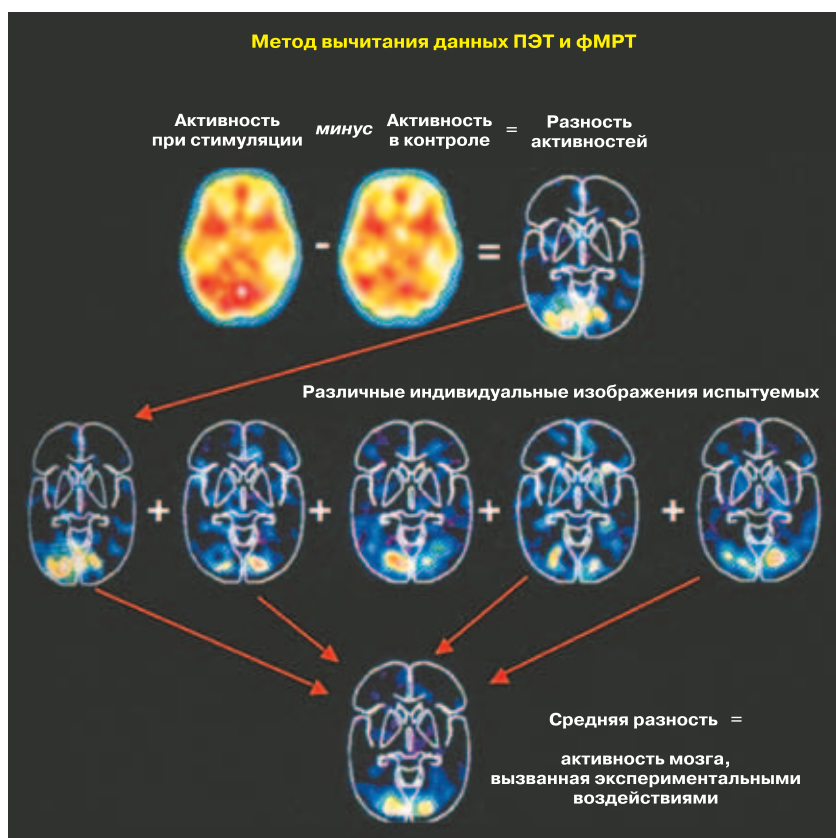 Метод вычитания данных ПЭТ и фМРТ
Активность при стимуляции минус Активность в контроле = Разность активностей
- =
Различные индивидуальные изображения испытуемых
+ + + +
Средняя разность =
активность мозга,
вызванная экспериментальными
воздействиями